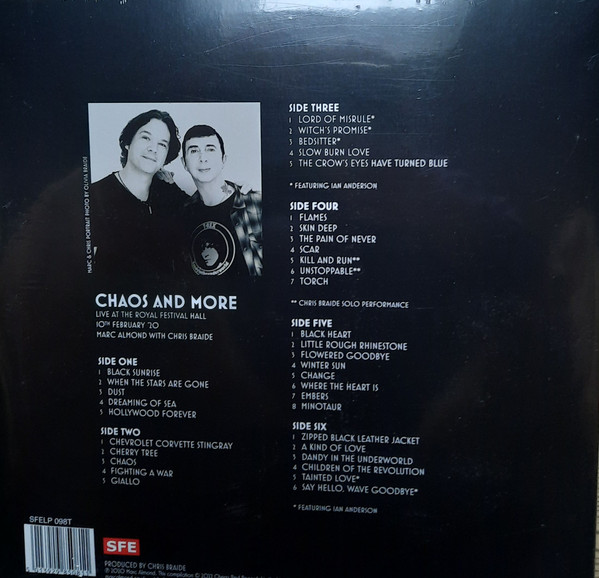 MARC & CHRIS PORTRAIT PHOTO BY OLIVIA BRAIDE
CHAOS AND MORE
LIVE AT THE ROYAL FESTIVAL HALL
10TH FEBRUARY '20
MARC ALMOND WITH CHRIS BRAIDE
SIDE ONE
1 BLACK SUNRISE
2 WHEN THE STARS ARE GONE
3 DUST
4 DREAMING OF SEA
5 HOLLYWOOD FOREVER
SIDE TWO
1 CHEVROLET CORVETTE STINGRAY
2 CHERRY TREE
3 CHAOS
4 FIGHTING A WAR
5 GIALLO
SIDE THREE
1 LORD OF MISRULE*
2 WITCH'S PROMISE*
3 BEDSITTER*
4 SLOW BURN LOVE
5 THE CROW'S EYES HAVE TURNED BLUE
* FEATURING IAN ANDERSON
SIDE FOUR
1 FLAMES
2 SKIN DEEP
3 THE PAIN OF NEVER
4 SCAR
5 KILL AND RUN**
6 UNSTOPPABLE**
7 TORCH
** CHRIS BRAIDE SOLO PERFORMANCE
SIDE FIVE
1 BLACK HEART
2 LITTLE ROUGH RHINESTONE
3 FLOWERED GOODBYE
4 WINTER SUN
5 CHANGE
6 WHERE THE HEART IS
7 EMBERS
8 MINOTAUR
SIDE SIX
1 ZIPPED BLACK LEATHER JACKET
2 A KIND OF LOVE
3 DANDY IN THE UNDERWORLD
4 CHILDREN OF THE REVOLUTION
5 TAINTED LOVE*
6 SAY HELLO, WAVE GOODBYE*
* FEATURING IAN ANDERSON
SFELP 098T
SFE
PRODUCED BY CHRIS BRAIDE
℗ 2020 Marc Almond. The compilation © 2021 Cherry Red